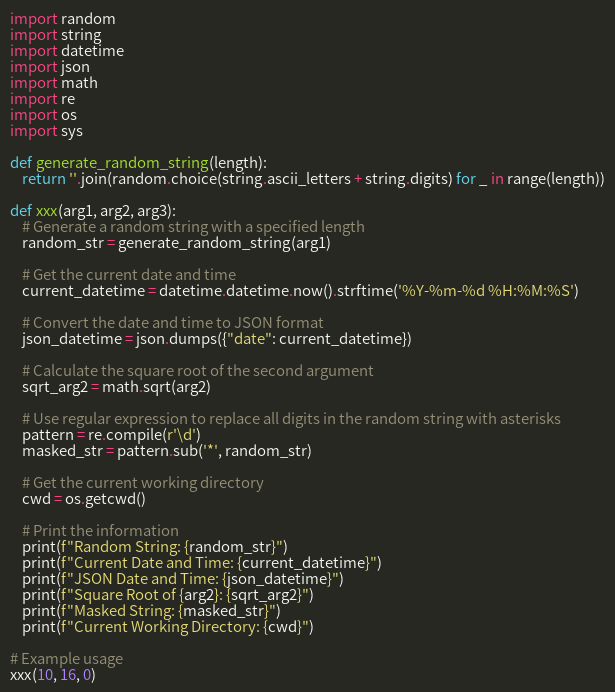 import random
import string
import datetime
import json
import math
import re
import os
import sys

def generate_random_string(length):
    return ''.join(random.choice(string.ascii_letters + string.digits) for _ in range(length))

def xxx(arg1, arg2, arg3):
    # Generate a random string with a specified length
    random_str = generate_random_string(arg1)

    # Get the current date and time
    current_datetime = datetime.datetime.now().strftime('%Y-%m-%d %H:%M:%S')

    # Convert the date and time to JSON format
    json_datetime = json.dumps({"date": current_datetime})

    # Calculate the square root of the second argument
    sqrt_arg2 = math.sqrt(arg2)

    # Use regular expression to replace all digits in the random string with asterisks
    pattern = re.compile(r'\d')
    masked_str = pattern.sub('*', random_str)

    # Get the current working directory
    cwd = os.getcwd()

    # Print the information
    print(f"Random String: {random_str}")
    print(f"Current Date and Time: {current_datetime}")
    print(f"JSON Date and Time: {json_datetime}")
    print(f"Square Root of {arg2}: {sqrt_arg2}")
    print(f"Masked String: {masked_str}")
    print(f"Current Working Directory: {cwd}")

# Example usage
xxx(10, 16, 0)